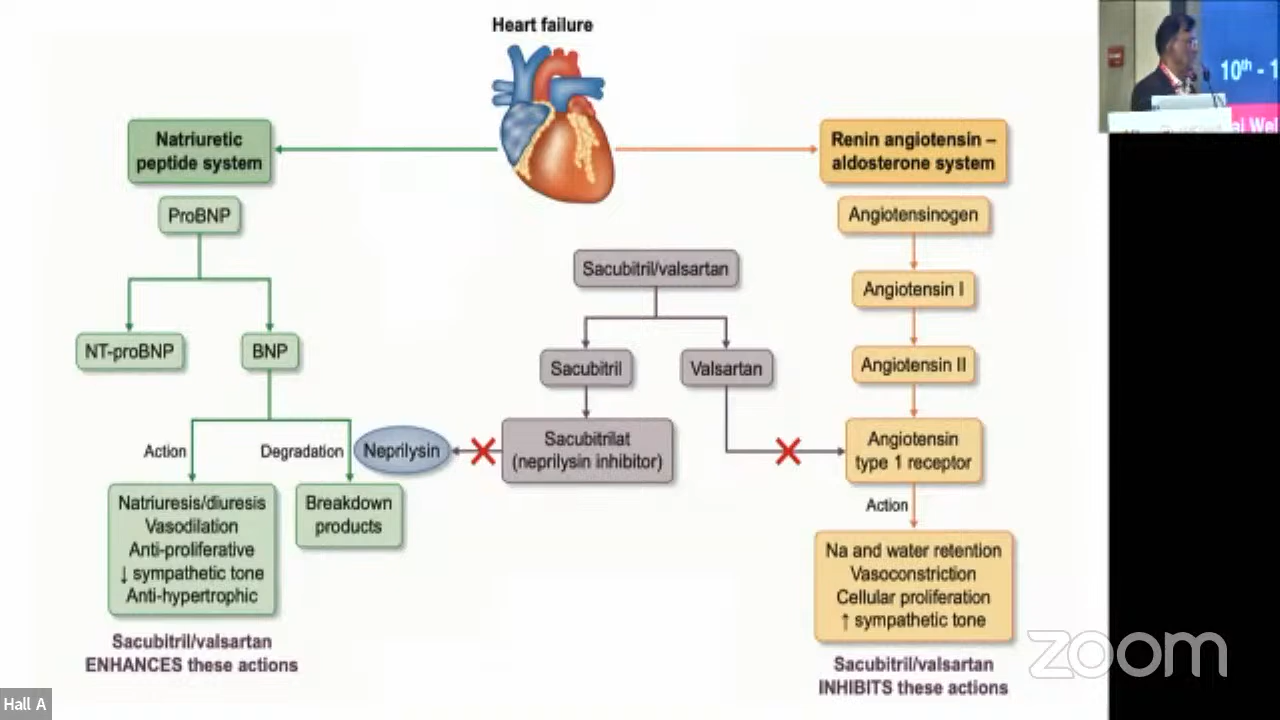 Heart failure
Natriuretic
peptide system
Renin angiotensin –
aldosterone system
ProBNP
Angiotensinogen
Sacubitril/valsartan
Angiotensin I
NT-proBNP
BNP
Sacubitril
Valsartan
Angiotensin II
Action
Degradation
Neprilysin
Sacubitrilat
(neprilysin inhibitor)
Angiotensin
type 1 receptor
Natriuresis/diuresis
Vasodilation
Anti-proliferative
↓ sympathetic tone
Anti-hypertrophic
Breakdown
products
Action
Na and water retention
Vasoconstriction
Cellular proliferation
↑ sympathetic tone
Sacubitril/valsartan
ENHANCES these actions
Sacubitril/valsartan
INHIBITS these actions
10th - 1
zoom
Hall A